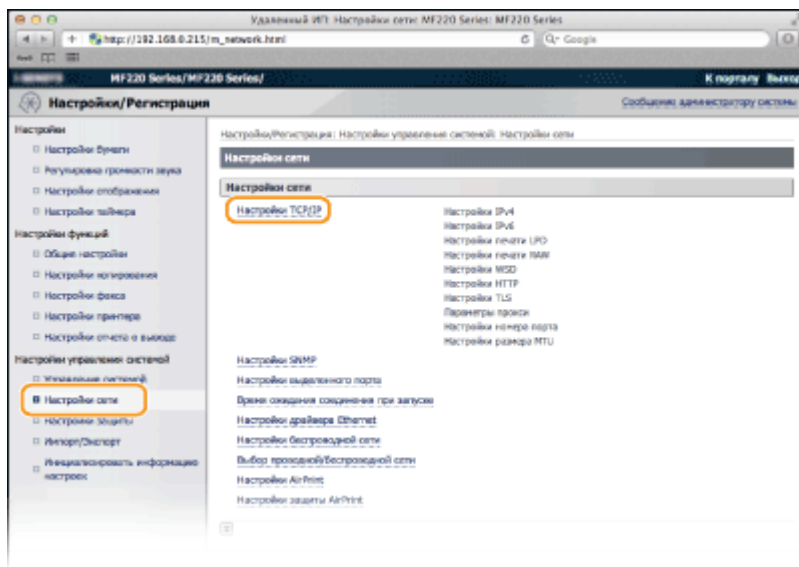 Удаленный ИП: Настройки сети: MF220 Series: MF220 Series
http://192.168.0.215/m_network.html
Google
MF220 Series/MF220 Series/
К порталу Выход
Настройки/Регистрация
Сообщение администратору системы
Настройки
Настройки бумаги
Регулировка громкости звука
Настройки отображения
Настройки таймера
Настройки функций
Общие настройки
Настройки копирования
Настройки факса
Настройки принтера
Настройки отчета о выводе
Настройки управления системой
Управление системой
Настройки сети
Настройки защиты
Импорт/Экспорт
Инициализировать информацию
настроек
Настройки/Регистрация: Настройки управления системой: Настройки сети
Настройки сети
Настройки сети
Настройки TCP/IP
Настройки IPv4
Настройки IPv6
Настройки печати LPD
Настройки печати RAW
Настройки WSD
Настройки HTTP
Настройки TLS
Параметры прокси
Настройки номера порта
Настройки размера MTU
Настройки SNMP
Настройки выделенного порта
Время ожидания соединения при запуске
Настройки драйвера Ethernet
Настройки беспроводной сети
Выбор проводной/беспроводной сети
Настройки AirPrint
Настройки защиты AirPrint